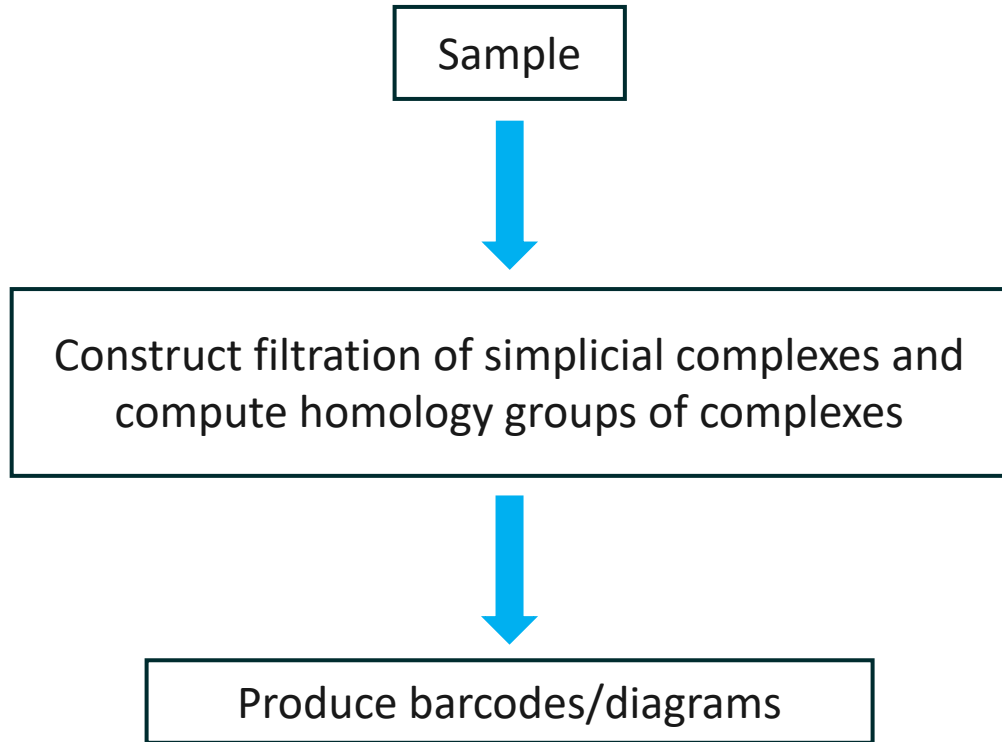 Sample
Construct filtration of simplicial complexes and
compute homology groups of complexes
Produce barcodes/diagrams